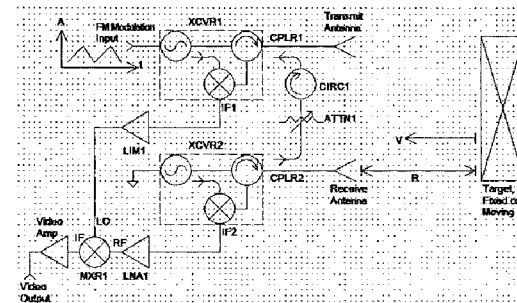 A
FM Modulation
Input
t
XCVR1
CPLR1
Transmit
Antenna
CIRC1
IF1
ATTN1
LIM1
XCVR2
V
R
CPLR2
Receive
Antenna
Target,
Fixed or
Moving
IF2
Video
Amp
LO
IF
RF
MXR1
LNA1
Video
Output